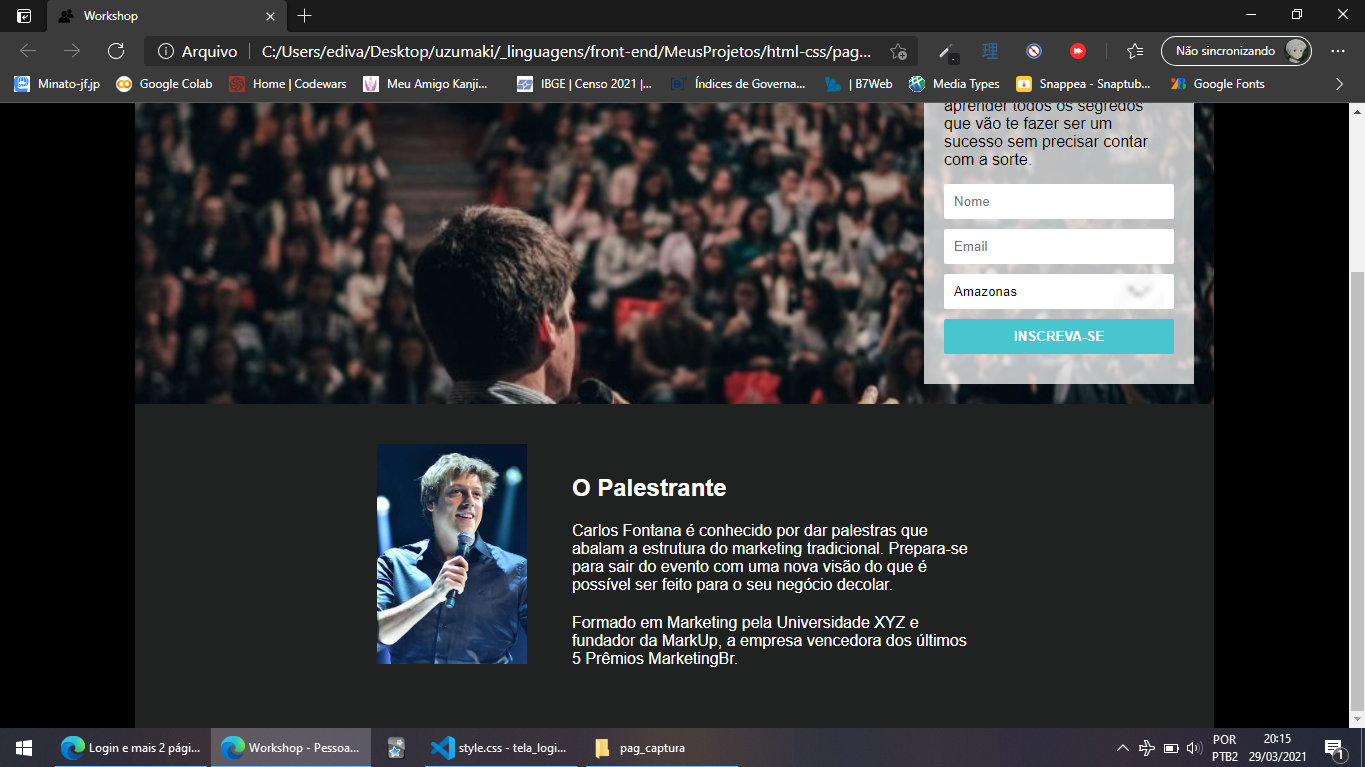 Workshop
Arquivo
C:/Users/ediva/Desktop/uzumaki/_linguagens/front-end/MeusProjetos/html-css/pag...
Não sincronizando
Minato-jf.jp
Google Colab
Home | Codewars
Meu Amigo Kanji...
IBGE | Censo 2021 |...
Índices de Governa...
| B7Web
Media Types
Snappea - Snaptub...
Google Fonts
aprender todos os segredos
que vão te fazer ser um
sucesso sem precisar contar
com a sorte.
Nome
Email
Amazonas
INSCREVA-SE
O Palestrante
Carlos Fontana é conhecido por dar palestras que
abalam a estrutura do marketing tradicional. Prepara-se
para sair do evento com uma nova visão do que é
possível ser feito para o seu negócio decolar.
Formado em Marketing pela Universidade XYZ e
fundador da MarkUp, a empresa vencedora dos últimos
5 Prêmios MarketingBr.
Login e mais 2 pági...
Workshop - Pessoa...
style.css - tela_logi...
pag_captura
POR
PTB2
20:15
29/03/2021
1